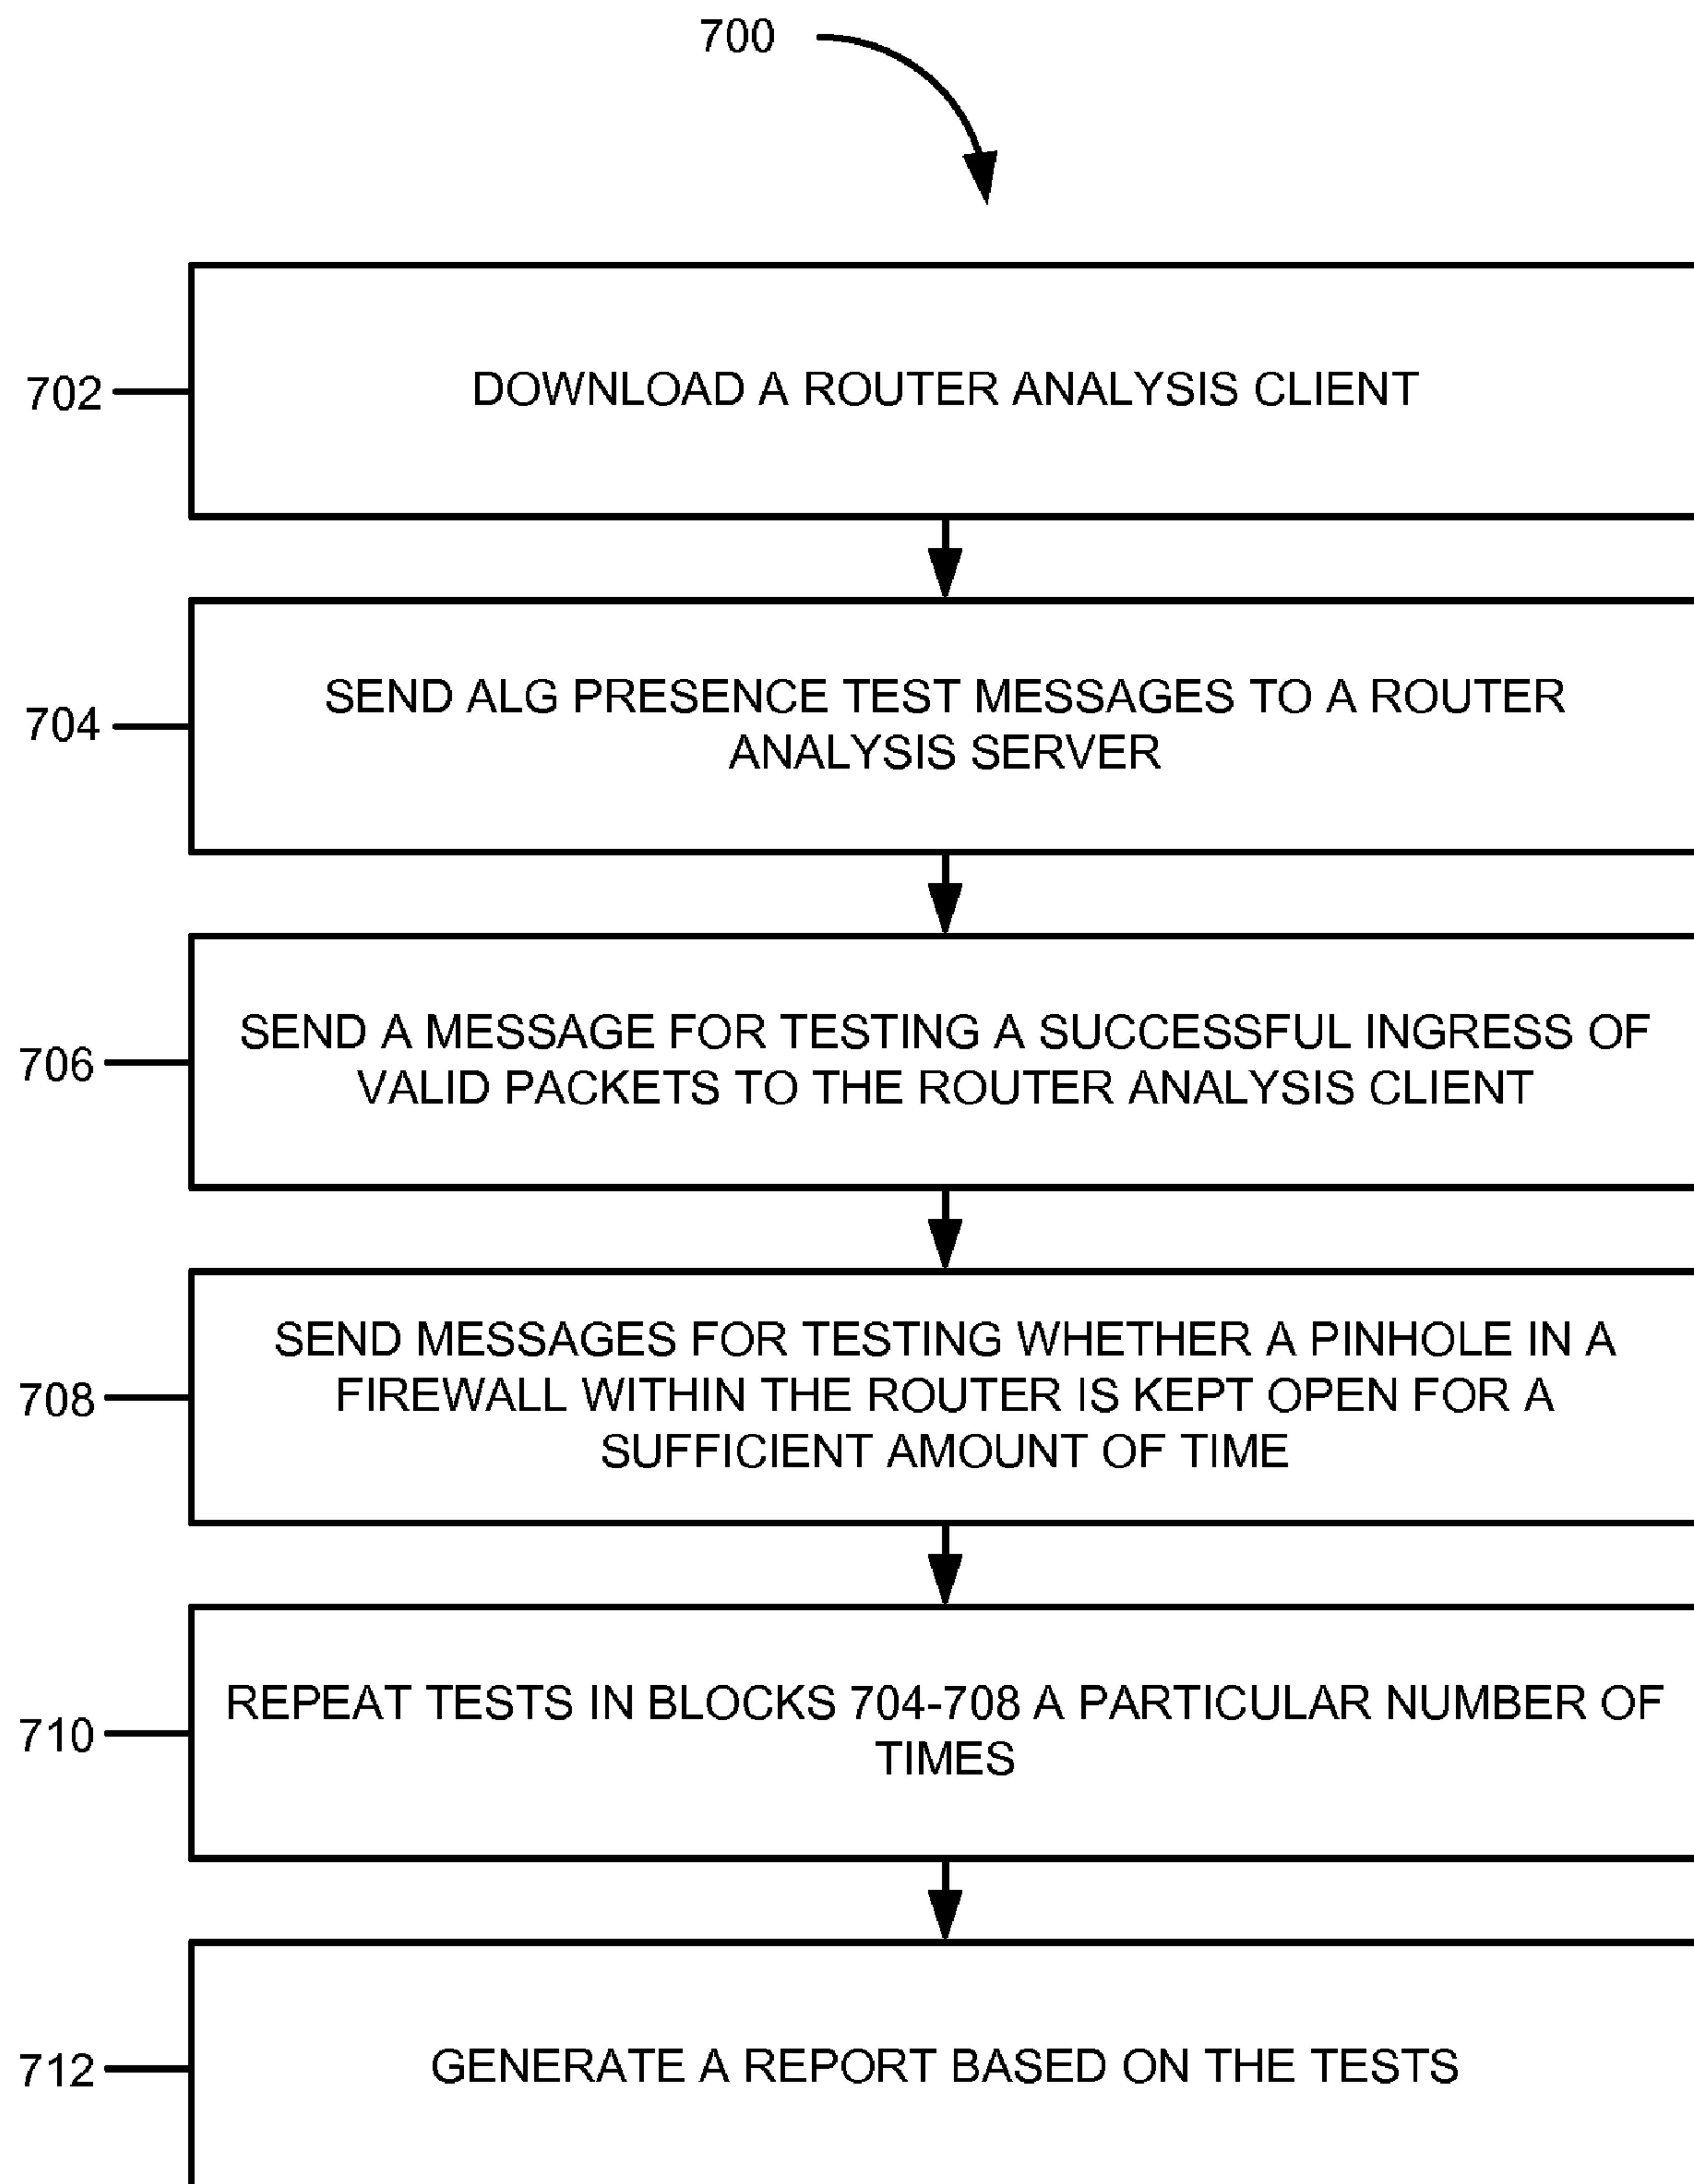 700
702
DOWNLOAD A ROUTER ANALYSIS CLIENT
704
SEND ALG PRESENCE TEST MESSAGES TO A ROUTER
ANALYSIS SERVER
706
SEND A MESSAGE FOR TESTING A SUCCESSFUL INGRESS OF
VALID PACKETS TO THE ROUTER ANALYSIS CLIENT
708
SEND MESSAGES FOR TESTING WHETHER A PINHOLE IN A
FIREWALL WITHIN THE ROUTER IS KEPT OPEN FOR A
SUFFICIENT AMOUNT OF TIME
710
REPEAT TESTS IN BLOCKS 704-708 A PARTICULAR NUMBER OF
TIMES
712
GENERATE A REPORT BASED ON THE TESTS